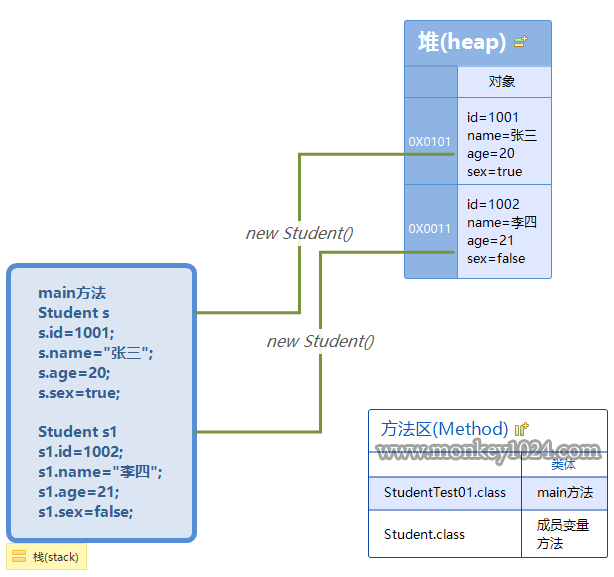 堆(heap)
对象
0X0101
id=1001
name=张三
age=20
sex=true
0X0011
id=1002
name=李四
age=21
sex=false
new Student()
new Student()
main方法
Student s
s.id=1001;
s.name="张三";
s.age=20;
s.sex=true;
Student s1
s1.id=1002;
s1.name="李四";
s1.age=21;
s1.sex=false;
栈(stack)
方法区(Method)
www.monkey1024.com
类体
StudentTest01.class
main方法
Student.class
成员变量
方法